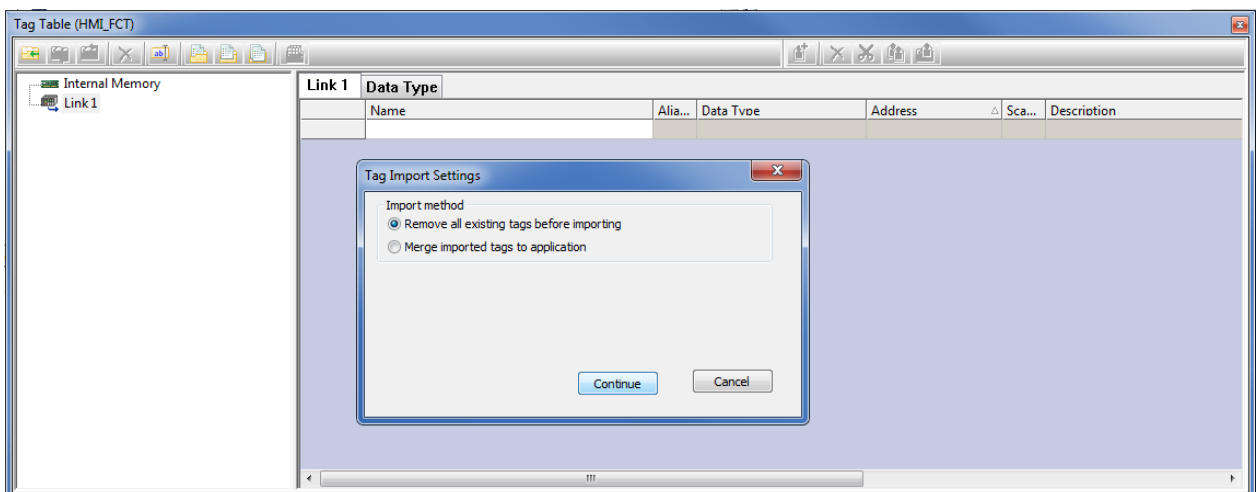 Tag Table (HMI_FCT)
Internal Memory
Link 1
Link 1 Data Type
Name Alia... Data Type Address Sca... Description
Tag Import Settings
Import method
Remove all existing tags before importing
Merge imported tags to application
Continue Cancel